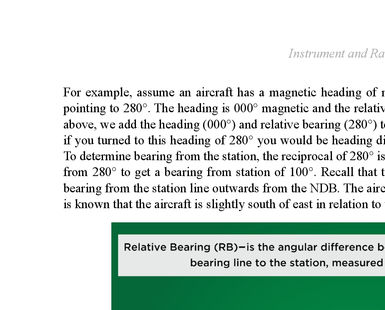 Instrument and Ra
For example, assume an aircraft has a magnetic heading of
pointing to 280°. The heading is 000° magnetic and the relativ
above, we add the heading (000°) and relative bearing (280°) t
if you turned to this heading of 280° you would be heading di
To determine bearing from the station, the reciprocal of 280° is
from 280° to get a bearing from station of 100°. Recall that t
bearing from the station line outwards from the NDB. The airc
is known that the aircraft is slightly south of east in relation to
Relative Bearing (RB)—is the angular difference b
bearing line to the station, measured